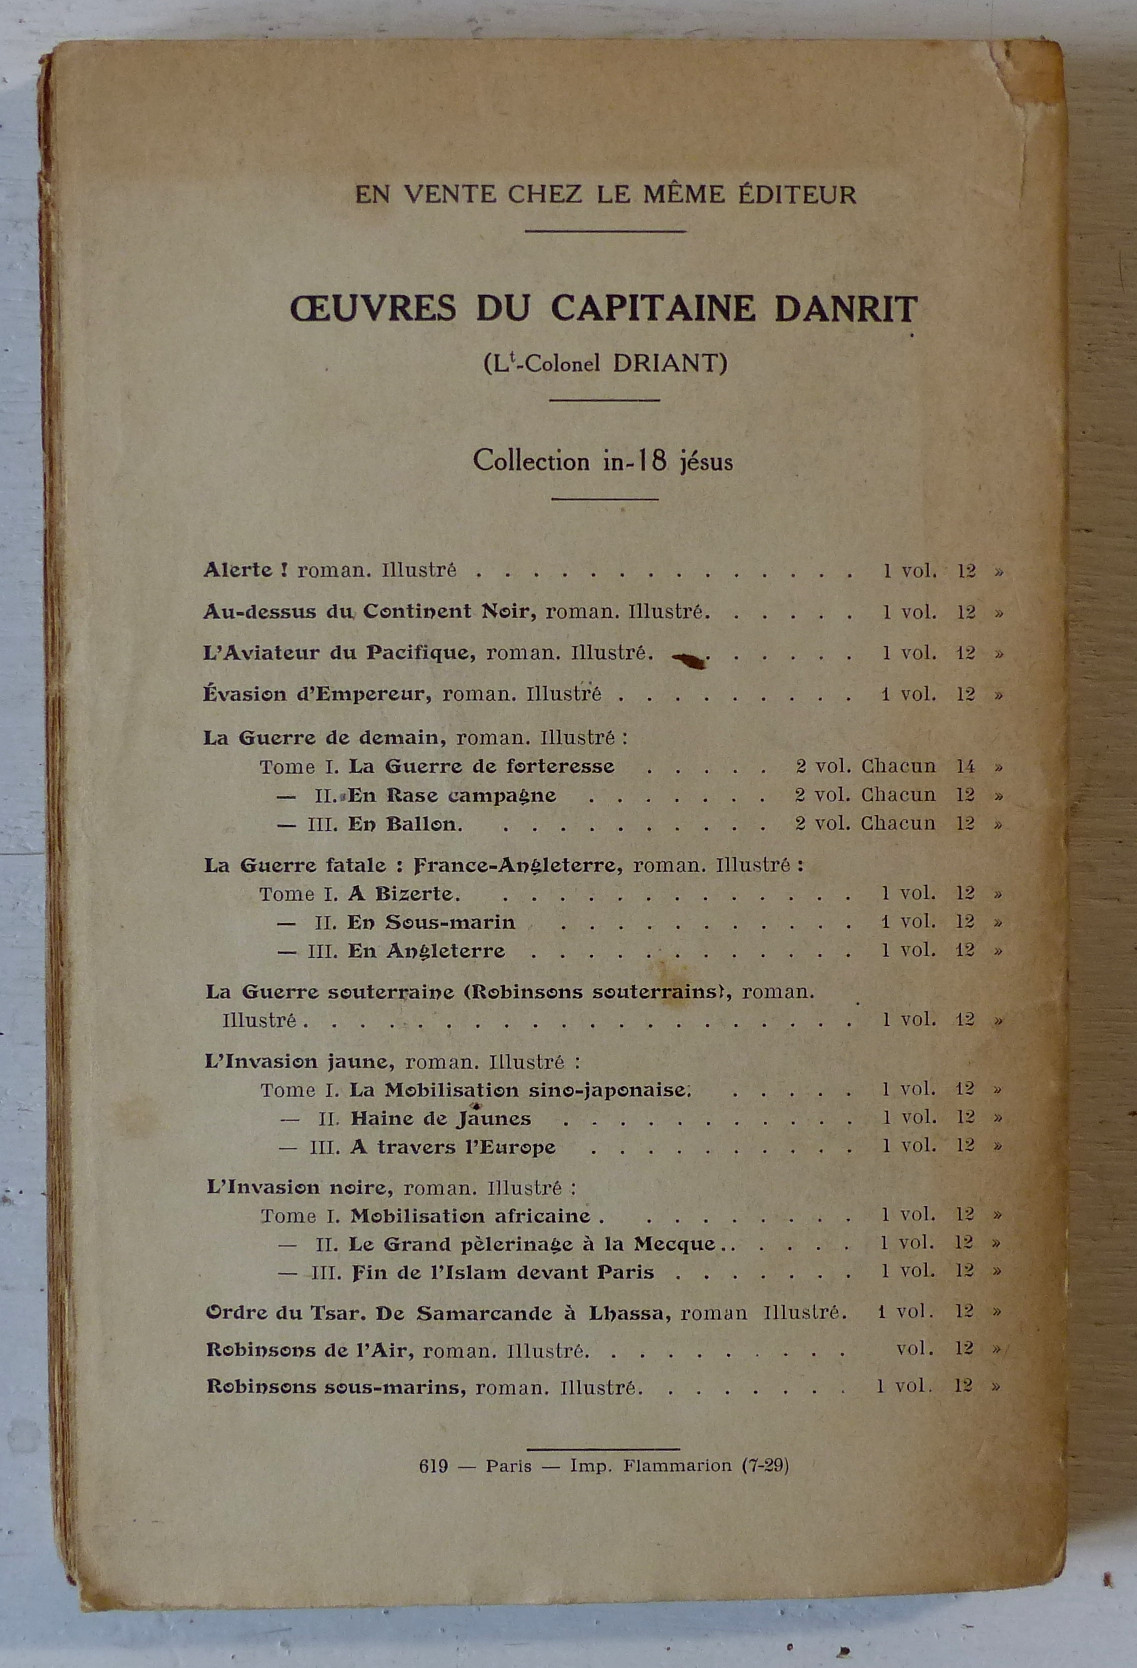 EN VENTE CHEZ LE MÊME ÉDITEUR
ŒUVRES DU CAPITAINE DANRIT
(Lt-Colonel DRIANT)
Collection in-18 jésus
Alerte ! roman. Illustré . . . . . . . . . . . . . . 1 vol. 12 »
Au-dessus du Continent Noir, roman. Illustré. . . . . . 1 vol. 12 »
L'Aviateur du Pacifique, roman. Illustré. . . . . . . 1 vol. 12 »
Évasion d'Empereur, roman. Illustré . . . . . . . . . 1 vol. 12 »
La Guerre de demain, roman. Illustré :
Tome I. La Guerre de forteresse . . . . . 2 vol. Chacun 14 »
— II. En Rase campagne . . . . . . . 2 vol. Chacun 12 »
— III. En Ballon. . . . . . . . . . . 2 vol. Chacun 12 »
La Guerre fatale : France-Angleterre, roman. Illustré :
Tome I. A Bizerte. . . . . . . . . . . . . . 1 vol. 12 »
— II. En Sous-marin . . . . . . . . . . . 1 vol. 12 »
— III. En Angleterre . . . . . . . . . . . . 1 vol. 12 »
La Guerre souterraine (Robinsons souterrains), roman.
Illustré . . . . . . . . . . . . . . . . . . . . 1 vol. 12 »
L'Invasion jaune, roman. Illustré :
Tome I. La Mobilisation sino-japonaise. . . . . . 1 vol. 12 »
— II. Haine de Jaunes . . . . . . . . . . . 1 vol. 12 »
— III. A travers l'Europe . . . . . . . . . . 1 vol. 12 »
L'Invasion noire, roman. Illustré :
Tome I. Mobilisation africaine . . . . . . . . . 1 vol. 12 »
— II. Le Grand pèlerinage à la Mecque . . . . . . 1 vol. 12 »
— III. Fin de l'Islam devant Paris . . . . . . . 1 vol. 12 »
Ordre du Tsar. De Samarcande à Lhassa, roman Illustré. 1 vol. 12 »
Robinsons de l'Air, roman. Illustré. . . . . . . . . . vol. 12 »
Robinsons sous-marins, roman. Illustré. . . . . . . . 1 vol. 12 »
619 — Paris — Imp. Flammarion (7-29)